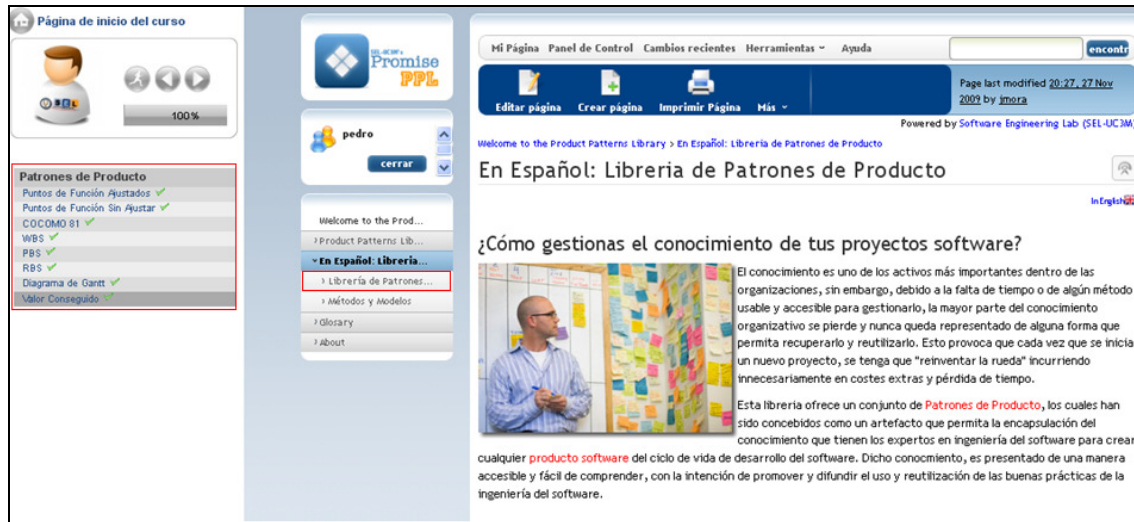 Página de inicio del curso
100%
Patrones de Producto
Puntos de Función Ajustados
Puntos de Función Sin Ajustar
COCOMO 81
WBS
PBS
RBS
Diagrama de Gantt
Valor Conseguido
SEL-UC3M's
Promise
PPL
pedro
cerrar
Welcome to the Prod...
Product Patterns Lib...
En Español: Libreria...
Librería de Patrones...
Métodos y Modelos
Glosary
About
Mi Página Panel de Control Cambios recientes Herramientas Ayuda
encontr
Editar página Crear página Imprimir Página Más
Page last modified 20:27, 27 Nov
2009 by jmora
Powered by Software Engineering Lab (SEL-UC3M)
Welcome to the Product Patterns Library > En Español: Libreria de Patrones de Producto
En Español: Libreria de Patrones de Producto
In English
¿Cómo gestionas el conocimiento de tus proyectos software?
El conocimiento es uno de los activos más importantes dentro de las
organizaciones, sin embargo, debido a la falta de tiempo o de algún método
usable y accesible para gestionarlo, la mayor parte del conocimiento
organizativo se pierde y nunca queda representado de alguna forma que
permita recuperarlo y reutilizarlo. Esto provoca que cada vez que se inicia
un nuevo proyecto, se tenga que "reinventar la rueda" incurriendo
innecesariamente en costes extras y pérdida de tiempo.
Esta libreria ofrece un conjunto de Patrones de Producto, los cuales han
sido concebidos como un artefacto que permita la encapsulación del
conocimiento que tienen los expertos en ingeniería del software para crear
cualquier producto software del ciclo de vida de desarrollo del software. Dicho conocmiento, es presentado de una manera
accesible y fácil de comprender, con la intención de promover y difundir el uso y reutilización de las buenas prácticas de la
ingeniería del software.